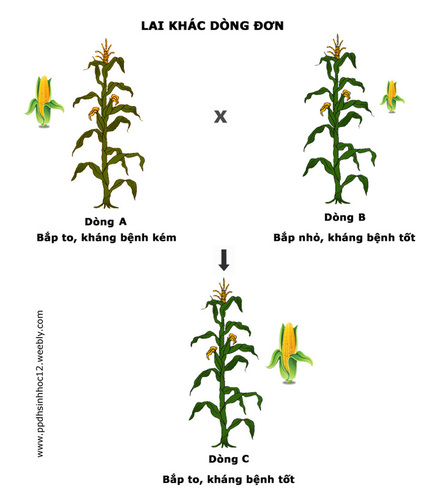 LAI KHÁC DÒNG ĐƠN
X
Dòng A
Bắp to, kháng bệnh kém
Dòng B
Bắp nhỏ, kháng bệnh tốt
www.ppdhsinhhoc12.weebly.com
Dòng C
Bắp to, kháng bệnh tốt